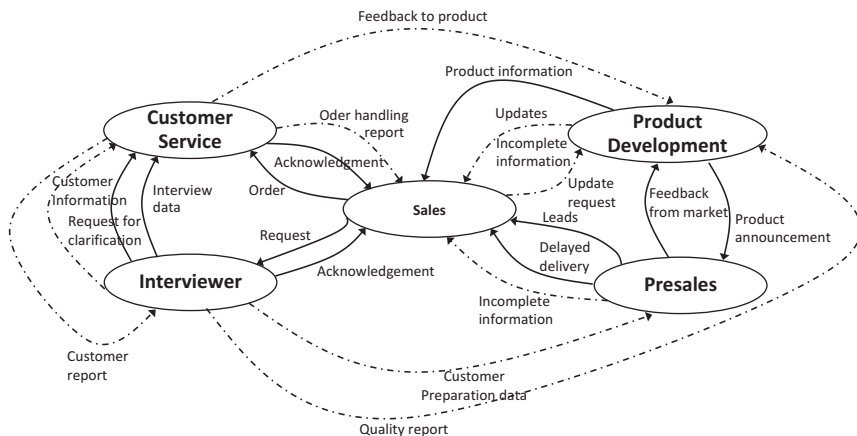 Feedback to product
Product information
Customer
Service
Oder handling
report
Updates
Product
Development
Incomplete
information
Acknowledgment
Customer
Information
Interview
data
Order
Update
request
Feedback
from market
Request for
clarification
Sales
Leads
Product
announcement
Request
Delayed
delivery
Interviewer
Acknowledgement
Presales
Incomplete
information
Customer
report
Customer
Preparation data
Quality report